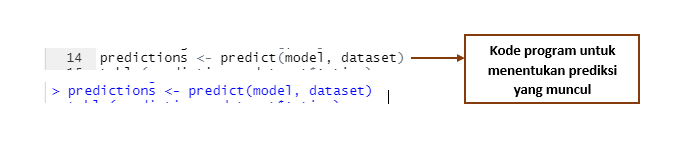 14 predictions <- predict(model, dataset)
> predictions <- predict(model, dataset)
Kode program untuk
menentukan prediksi
yang muncul